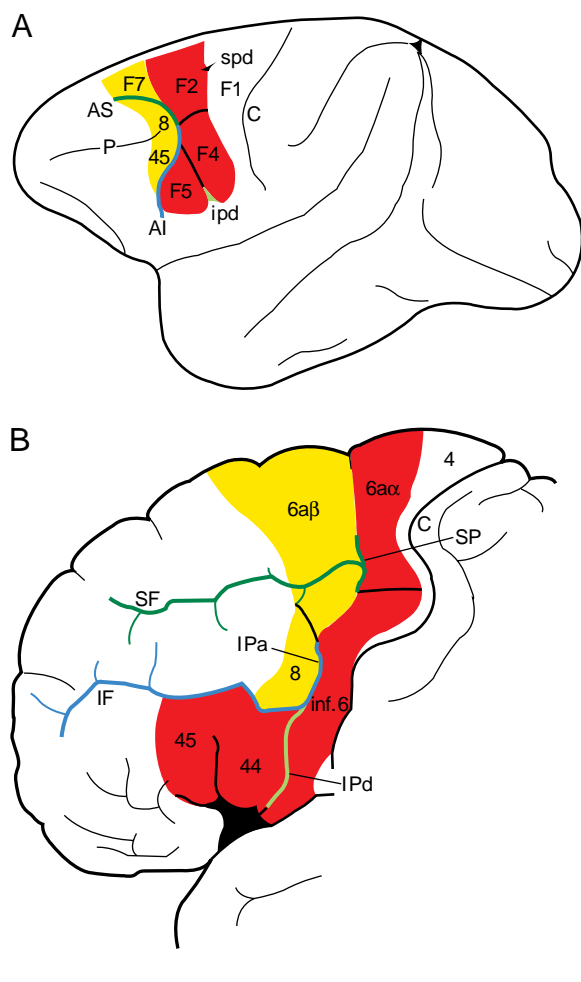 A
spd
F7
F2
F1
AS
8
C
P
45
F4
F5
ipd
AI
B
4
6aα
6aβ
C
SP
SF
IPa
8
IF
inf.6
45
44
IPd